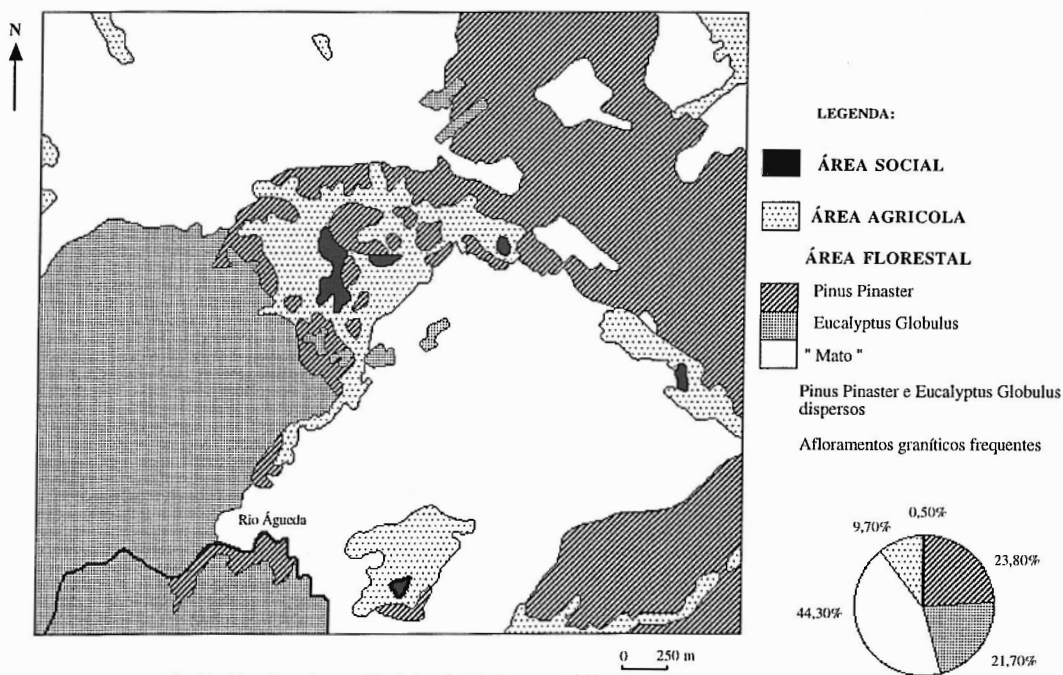 N
LEGENDA:
ÁREA SOCIAL
ÁREA AGRICOLA
ÁREA FLORESTAL
Pinus Pinaster
Eucalyptus Globulus
" Mato "
Pinus Pinaster e Eucalyptus Globulus
dispersos
Afloramentos graníticos frequentes
Rio Águeda
0,50%
9,70%
23,80%
44,30%
21,70%
0 250 m